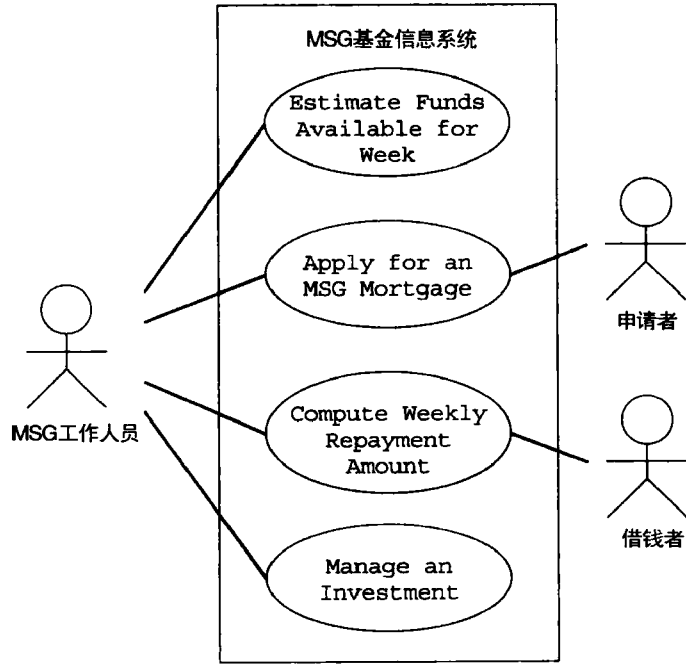 MSG基金信息系统
Estimate Funds
Available for
Week
Apply for an
MSG Mortgage
申请者
MSG工作人员
Compute Weekly
Repayment
Amount
借钱者
Manage an
Investment